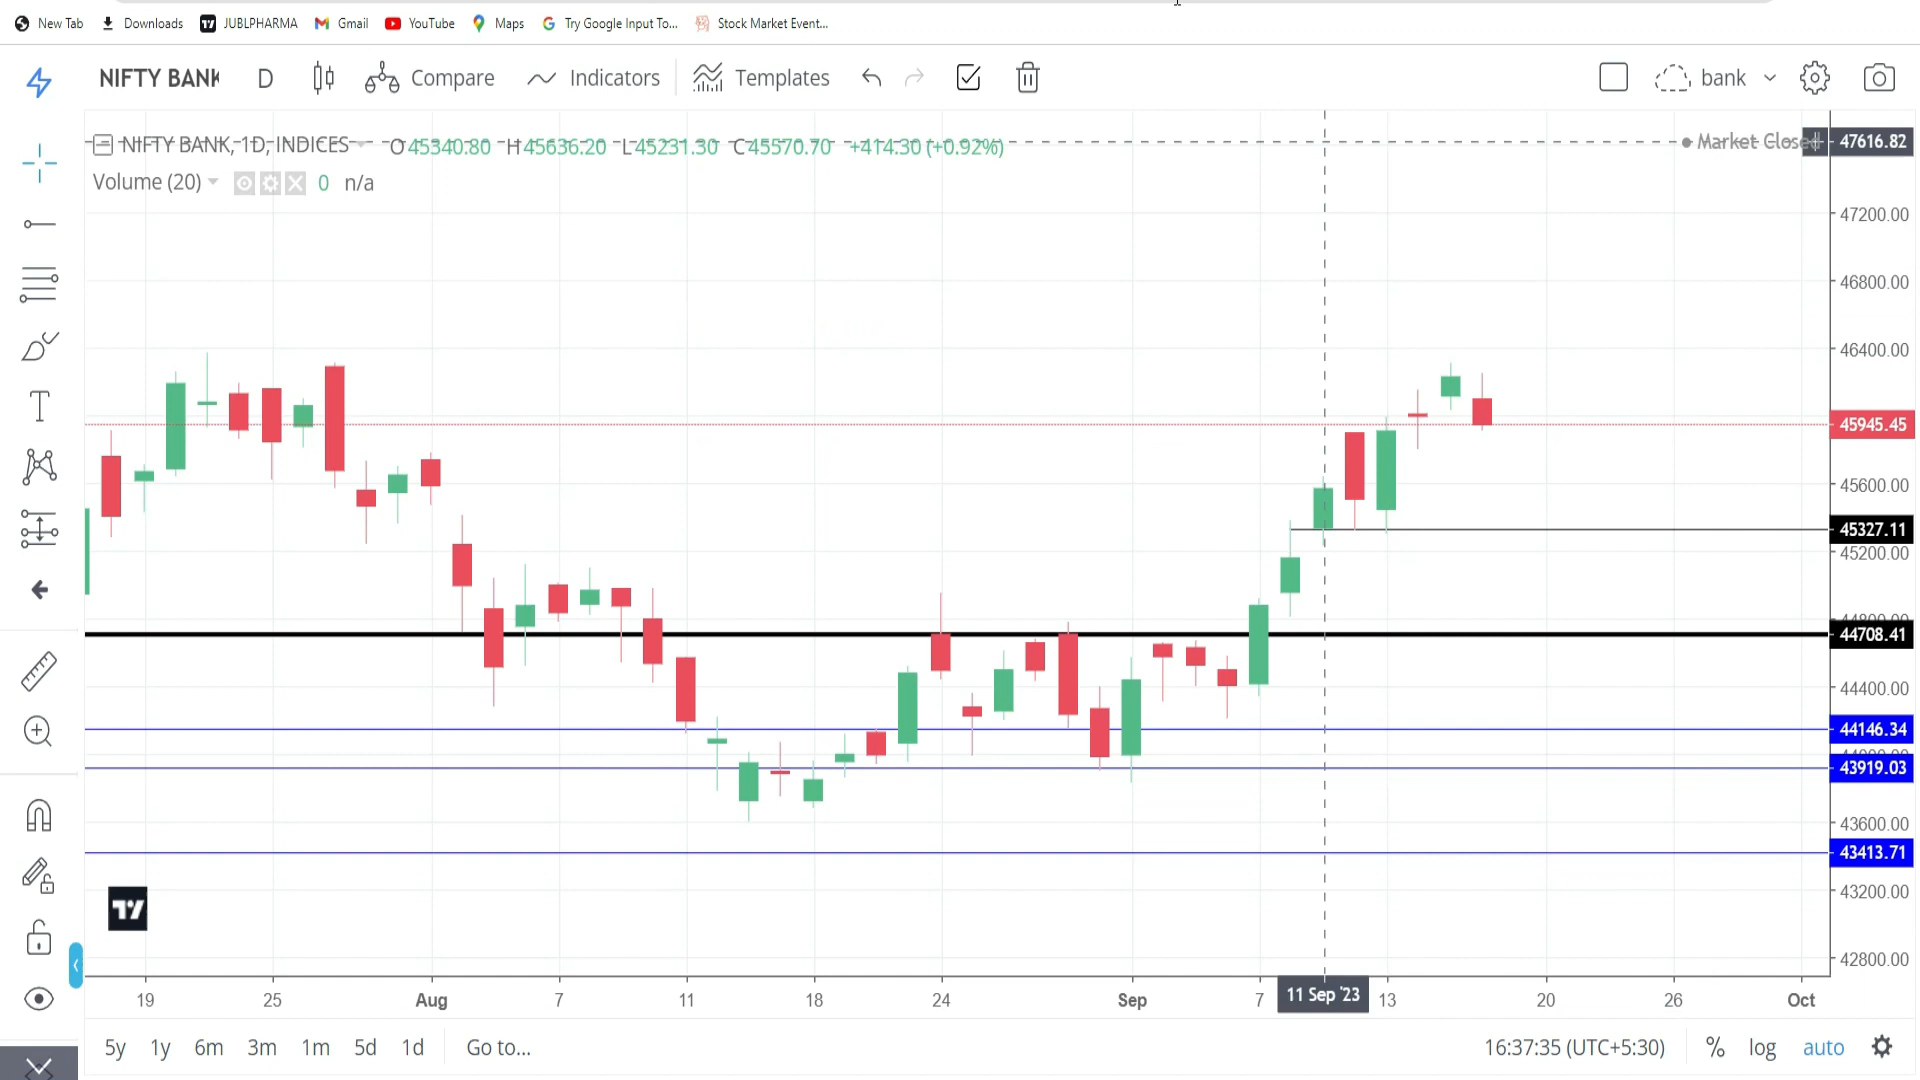 New Tab Downloads JUBLPHARMA Gmail YouTube Maps Try Google Input To... Stock Market Event...
NIFTY BANK D Compare Indicators Templates bank
NIFTY BANK, 1D, INDICES O45340.80 H45636.20 L45231.30 C45570.70 +414.30 (+0.92%) Market Closed 47616.82
Volume (20) 0 n/a
47200.00
46800.00
46400.00
45945.45
45600.00
45327.11
45200.00
44800.00
44708.41
44400.00
44146.34
44000.00
43919.03
43600.00
43413.71
43200.00
42800.00
19 25 Aug 7 11 18 24 Sep 7 11 Sep '23 13 20 26 Oct
5y 1y 6m 3m 1m 5d 1d Go to... 16:37:35 (UTC+5:30) % log auto